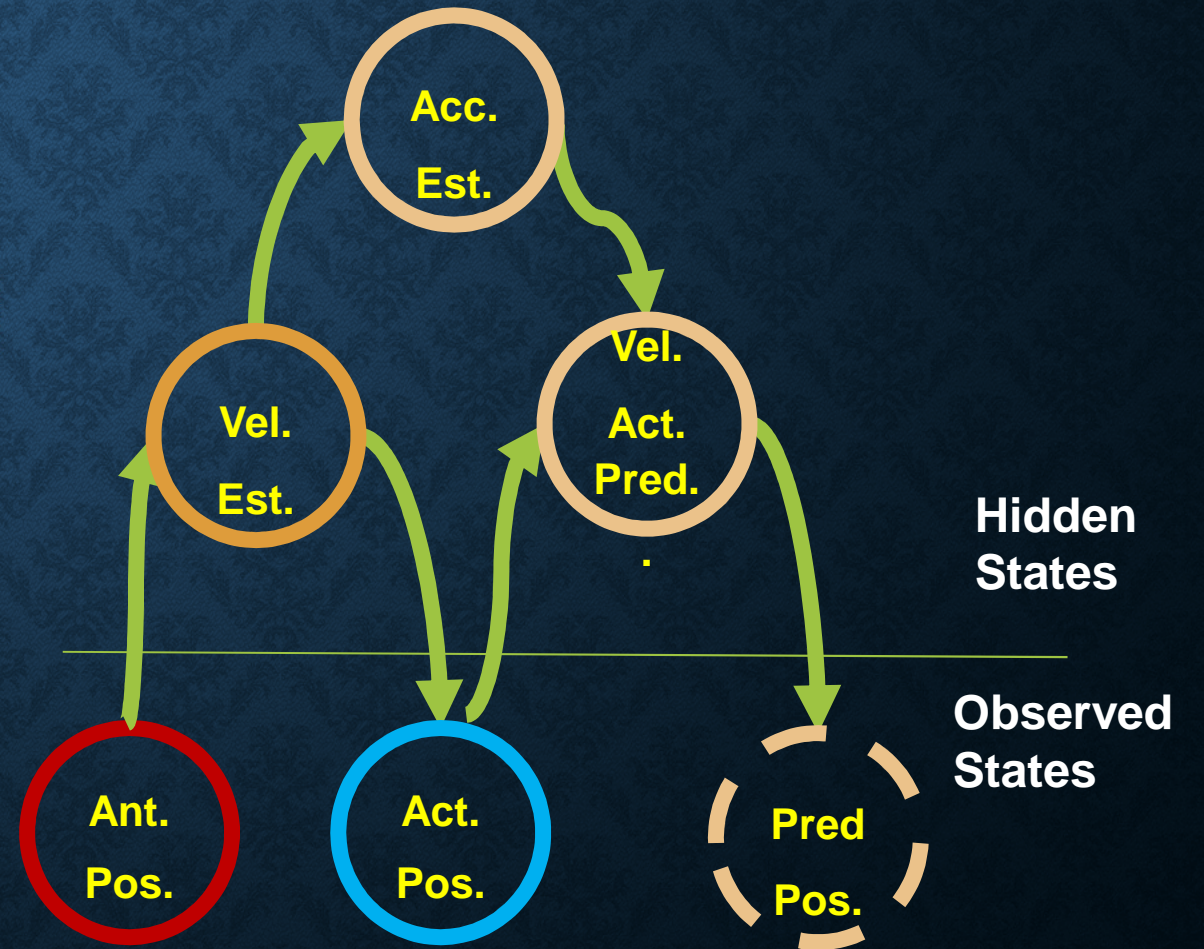 Acc.
Est.
Vel.
Est.
Vel.
Act.
Pred.
.
Hidden
States
Observed
States
Ant.
Pos.
Act.
Pos.
Pred
Pos.